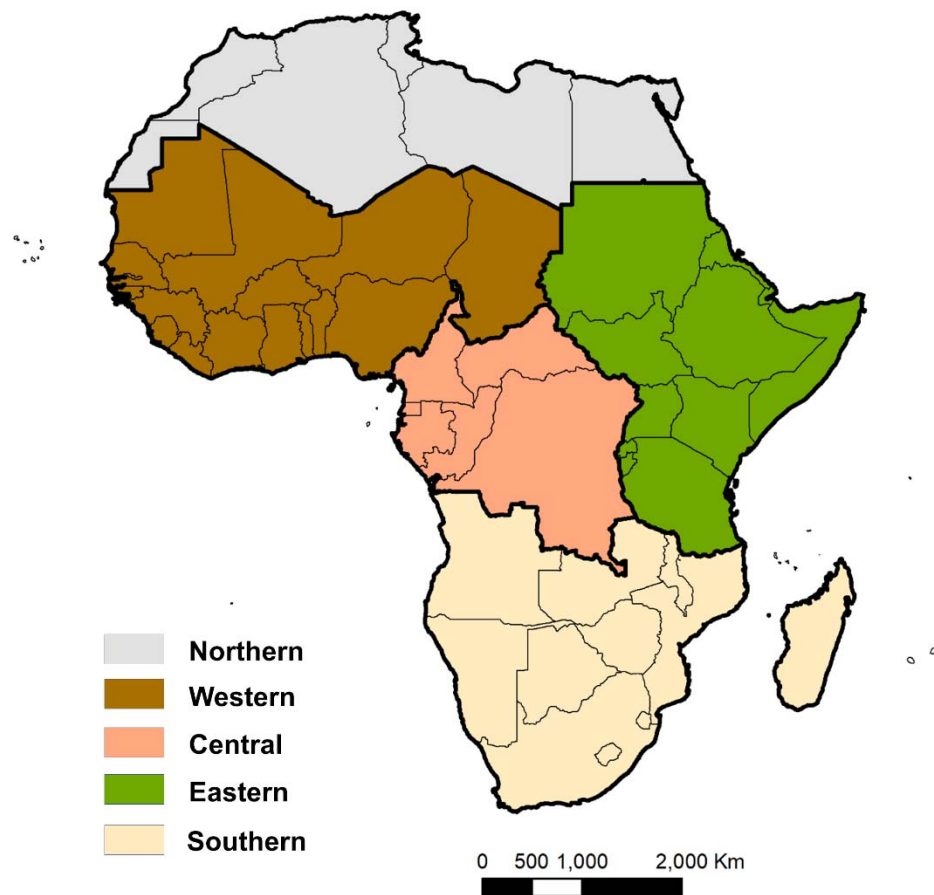 Northern
Western
Central
Eastern
Southern
0 500 1,000 2,000 Km